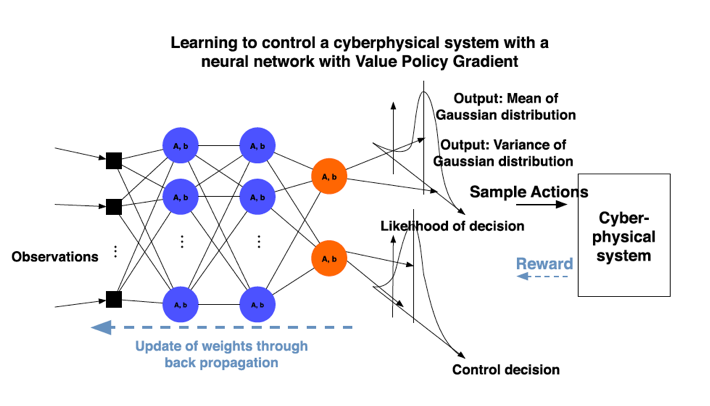 Learning to control a cyberphysical system with a
neural network with Value Policy Gradient
Output: Mean of
Gaussian distribution
Output: Variance of
Gaussian distribution
A, b
A, b
A, b
A, b
A, b
Sample Actions
Likelihood of decision
Cyber-
physical
system
Observations
⋮
⋮
⋮
A, b
Reward
A, b
A, b
Update of weights through
back propagation
Control decision